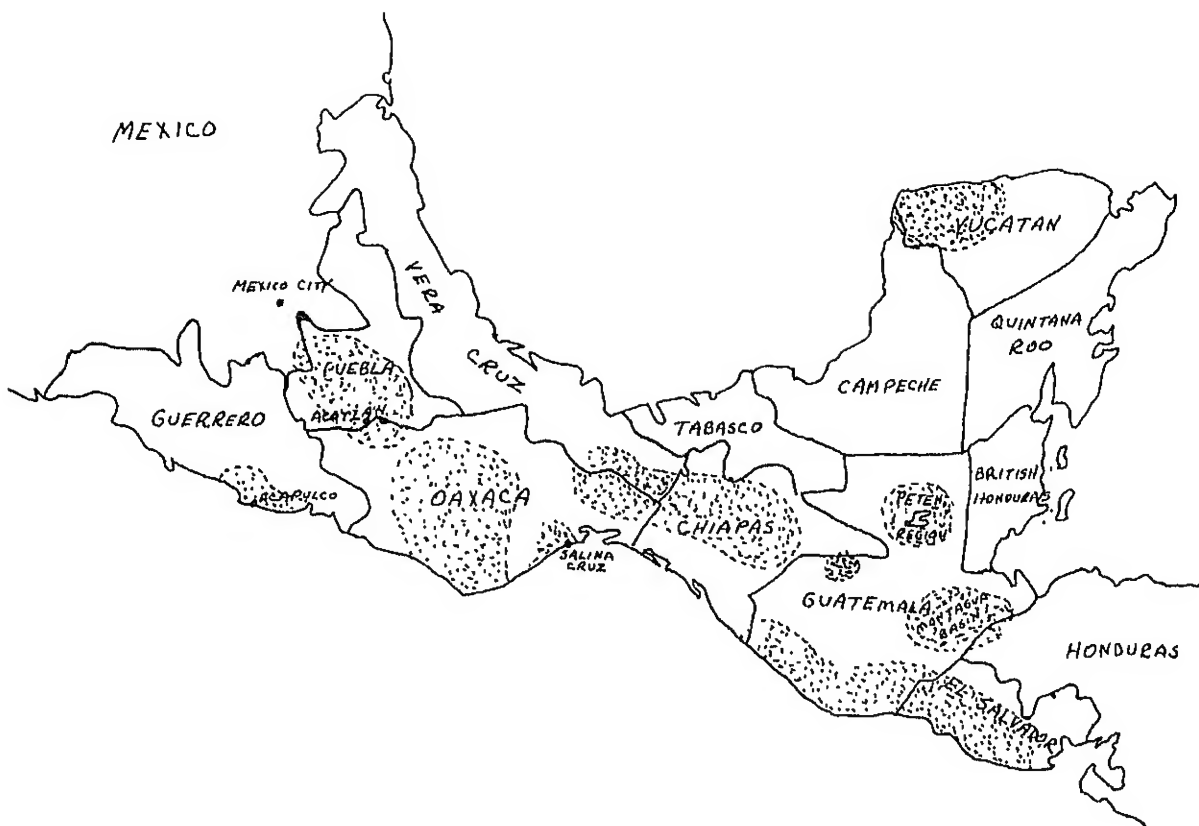 MEXICO
YUCATAN
VERA
CRUZ
MEXICO CITY
QUINTANA
ROO
PUEBLA
CAMPECHE
GUERRERO
ACATLAN
TABASCO
BRITISH
HONDURAS
PETEN
REGION
ACAPULCO
OAXACA
CHIAPAS
SALINA
CRUZ
GUATEMALA
MONTAGUA
BASIN
HONDURAS
EL SALVADOR